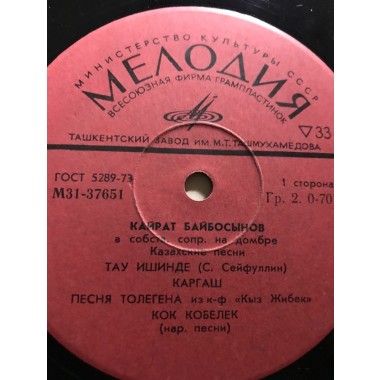 МИНИСТЕРСТВО КУЛЬТУРЫ СССР
МЕЛОДИЯ
ВСЕСОЮЗНАЯ ФИРМА ГРАМПЛАСТИНОК
▽33
ТАШКЕНТСКИЙ ЗАВОД ИМ М.Т.ТАШМУХАМЕДОВА
ГОСТ 5289-73
М31-37651
1 сторона
Гр. 2. 0-70
КАЙРАТ БАЙБОСЫНОВ
в собств. сопр. на домбре
Казахские песни
ТАУ ИШИНДЕ (С. Сейфуллин)
КАРГАШ
ПЕСНЯ ТОЛЕГЕНА из к-ф «Кыз Жибек»
КОК КОБЕЛЕК
(нар. песни)